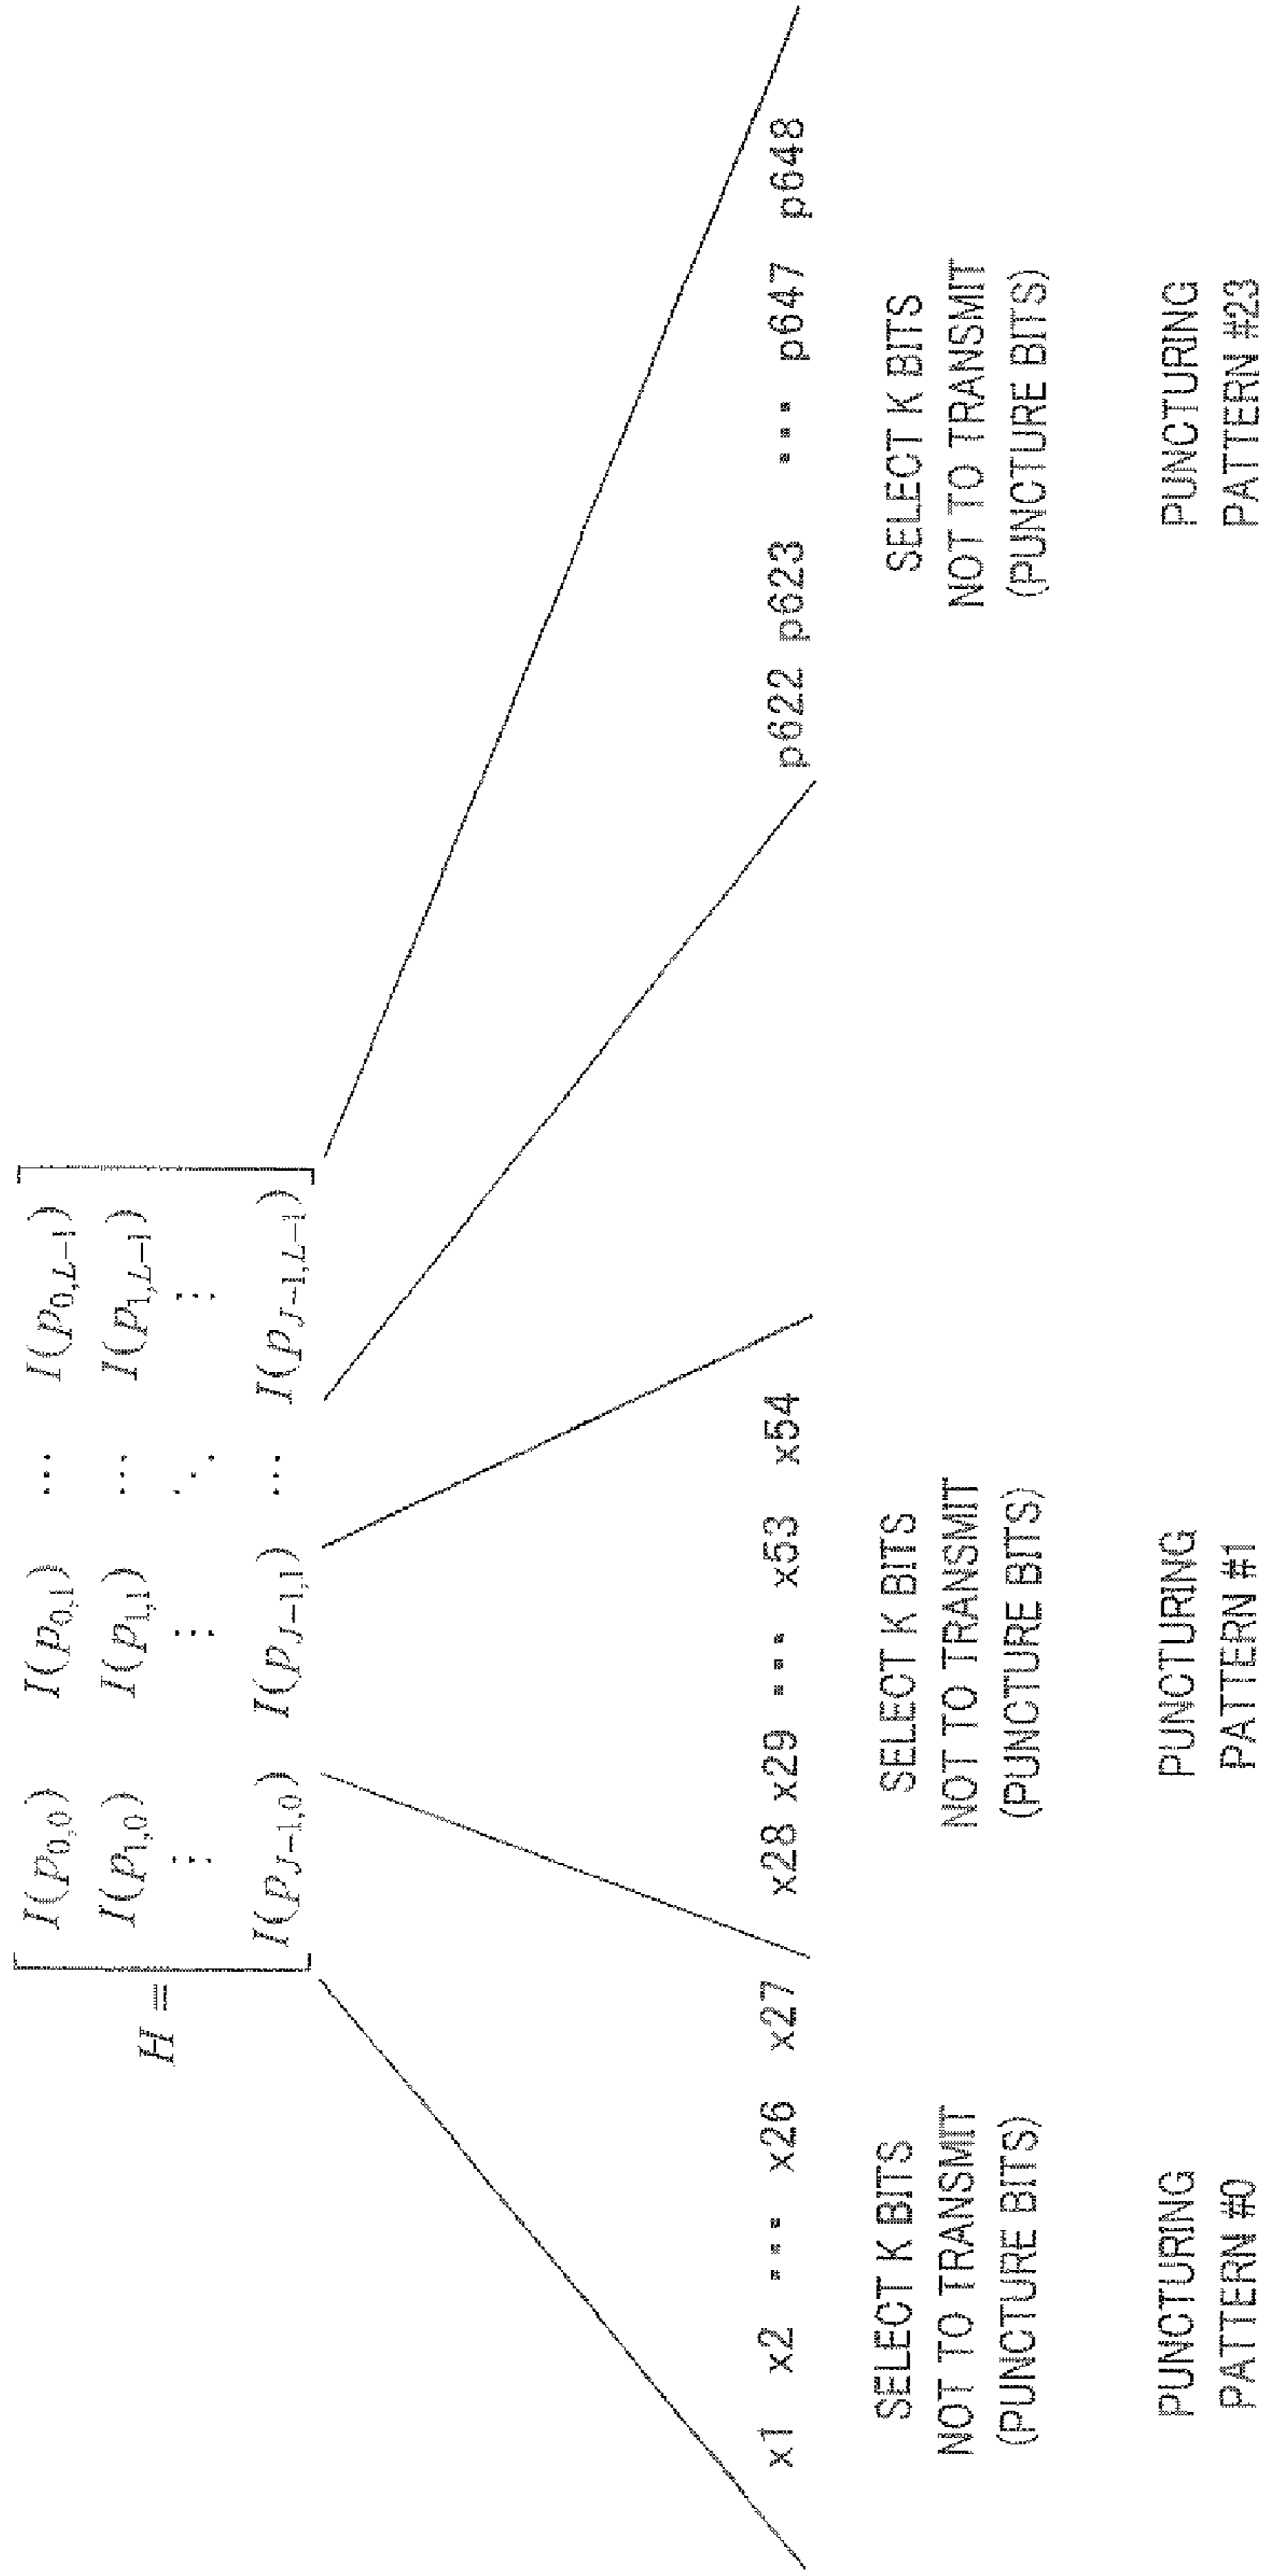 H =
I(p0,0) I(p0,1) ... I(p0,L−1)
I(p1,0) I(p1,1) ... I(p1,L−1)
⋮ ⋮ ⋱ ⋮
I(pJ−1,0) I(pJ−1,1) ... I(pJ−1,L−1)
x1 x2 ... x26 x27 x28 x29 ... x53 x54 p622 p623 ... p647 p648
SELECT K BITS
NOT TO TRANSMIT
(PUNCTURE BITS)
PUNCTURING
PATTERN #0
SELECT K BITS
NOT TO TRANSMIT
(PUNCTURE BITS)
PUNCTURING
PATTERN #1
SELECT K BITS
NOT TO TRANSMIT
(PUNCTURE BITS)
PUNCTURING
PATTERN #23